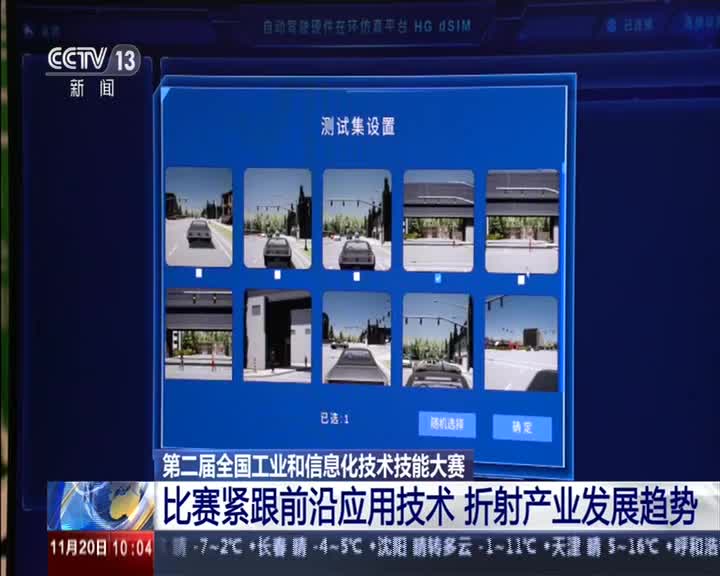 自动驾驶硬件在环仿真平台 HG dSIM
CCTV 13
新闻
测试集设置
已选:1
随机选择
确定
第二届全国工业和信息化技术技能大赛
比赛紧跟前沿应用技术 折射产业发展趋势
11月20日 10:04
晴 -7~2℃ •长春 晴 -4~5℃ •沈阳 晴转多云 -1~11℃ •天津 晴 5~16℃ •呼和浩